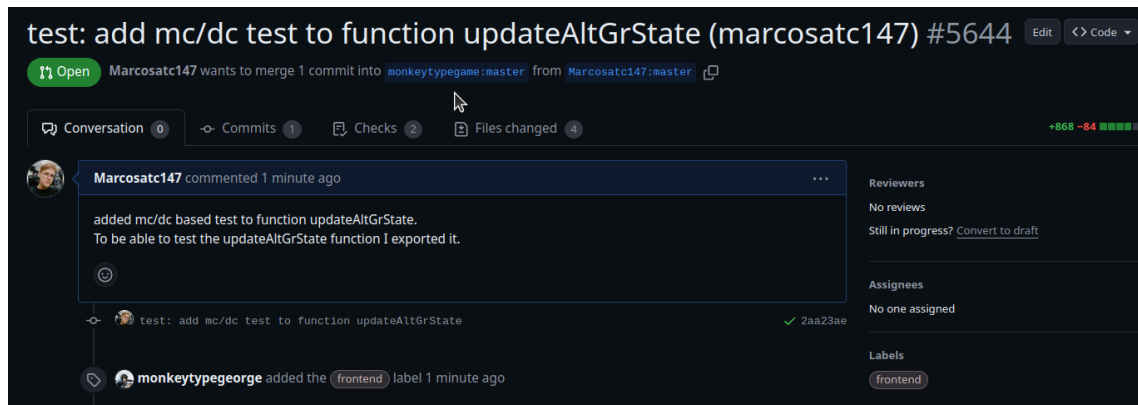 test: add mc/dc test to function updateAltGrState (marcosatc147) #5644 Edit <> Code
Open Marcosatc147 wants to merge 1 commit into monkeytypegame:master from Marcosatc147:master
Conversation 0 Commits 1 Checks 2 Files changed 4 +868 −84
Marcosatc147 commented 1 minute ago ...
added mc/dc based test to function updateAltGrState.
To be able to test the updateAltGrState function I exported it.
test: add mc/dc test to function updateAltGrState 2aa23ae
monkeytypegeorge added the frontend label 1 minute ago
Reviewers
No reviews
Still in progress? Convert to draft
Assignees
No one assigned
Labels
frontend